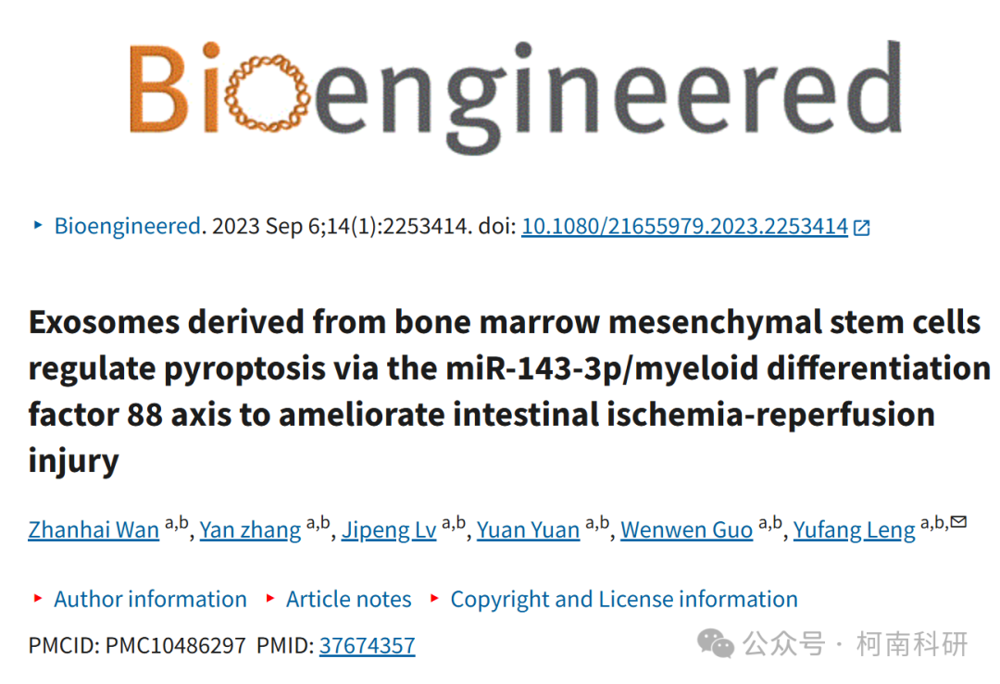 Bioengineered
Bioengineered. 2023 Sep 6;14(1):2253414. doi: 10.1080/21655979.2023.2253414
Exosomes derived from bone marrow mesenchymal stem cells
regulate pyroptosis via the miR-143-3p/myeloid differentiation
factor 88 axis to ameliorate intestinal ischemia-reperfusion
injury
Zhanhai Wan a,b, Yan zhang a,b, Jipeng Lv a,b, Yuan Yuan a,b, Wenwen Guo a,b, Yufang Leng a,b,✉
Author information Article notes Copyright and License information
PMCID: PMC10486297 PMID: 37674357
公众号 · 柯南科研